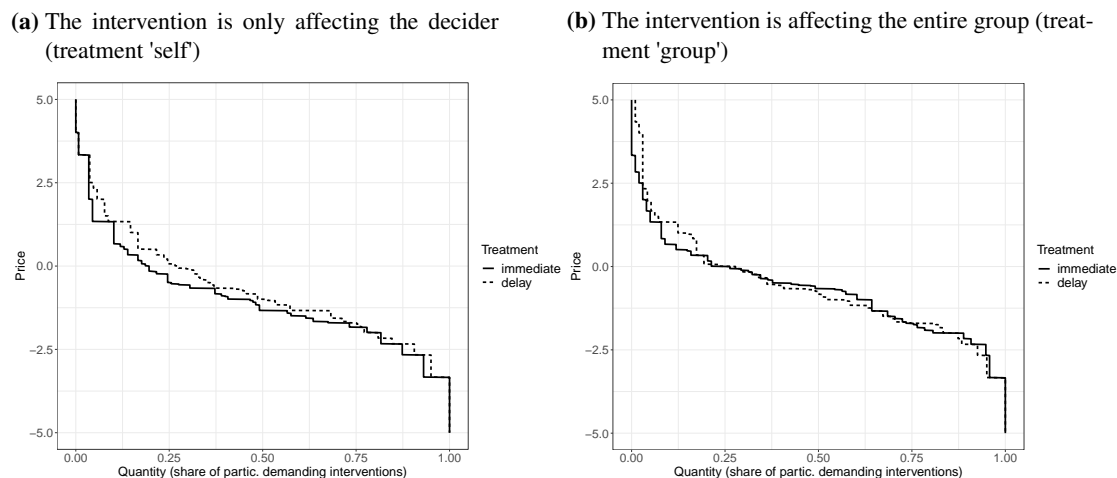 (a) The intervention is only affecting the decider
(treatment 'self')
5.0
2.5
0.0
−2.5
−5.0
Price
0.00
0.25
0.50
0.75
1.00
Quantity (share of partic. demanding interventions)
Treatment
immediate
delay
(b) The intervention is affecting the entire group (treat-
ment 'group')
5.0
2.5
0.0
−2.5
−5.0
Price
0.00
0.25
0.50
0.75
1.00
Quantity (share of partic. demanding interventions)
Treatment
immediate
delay